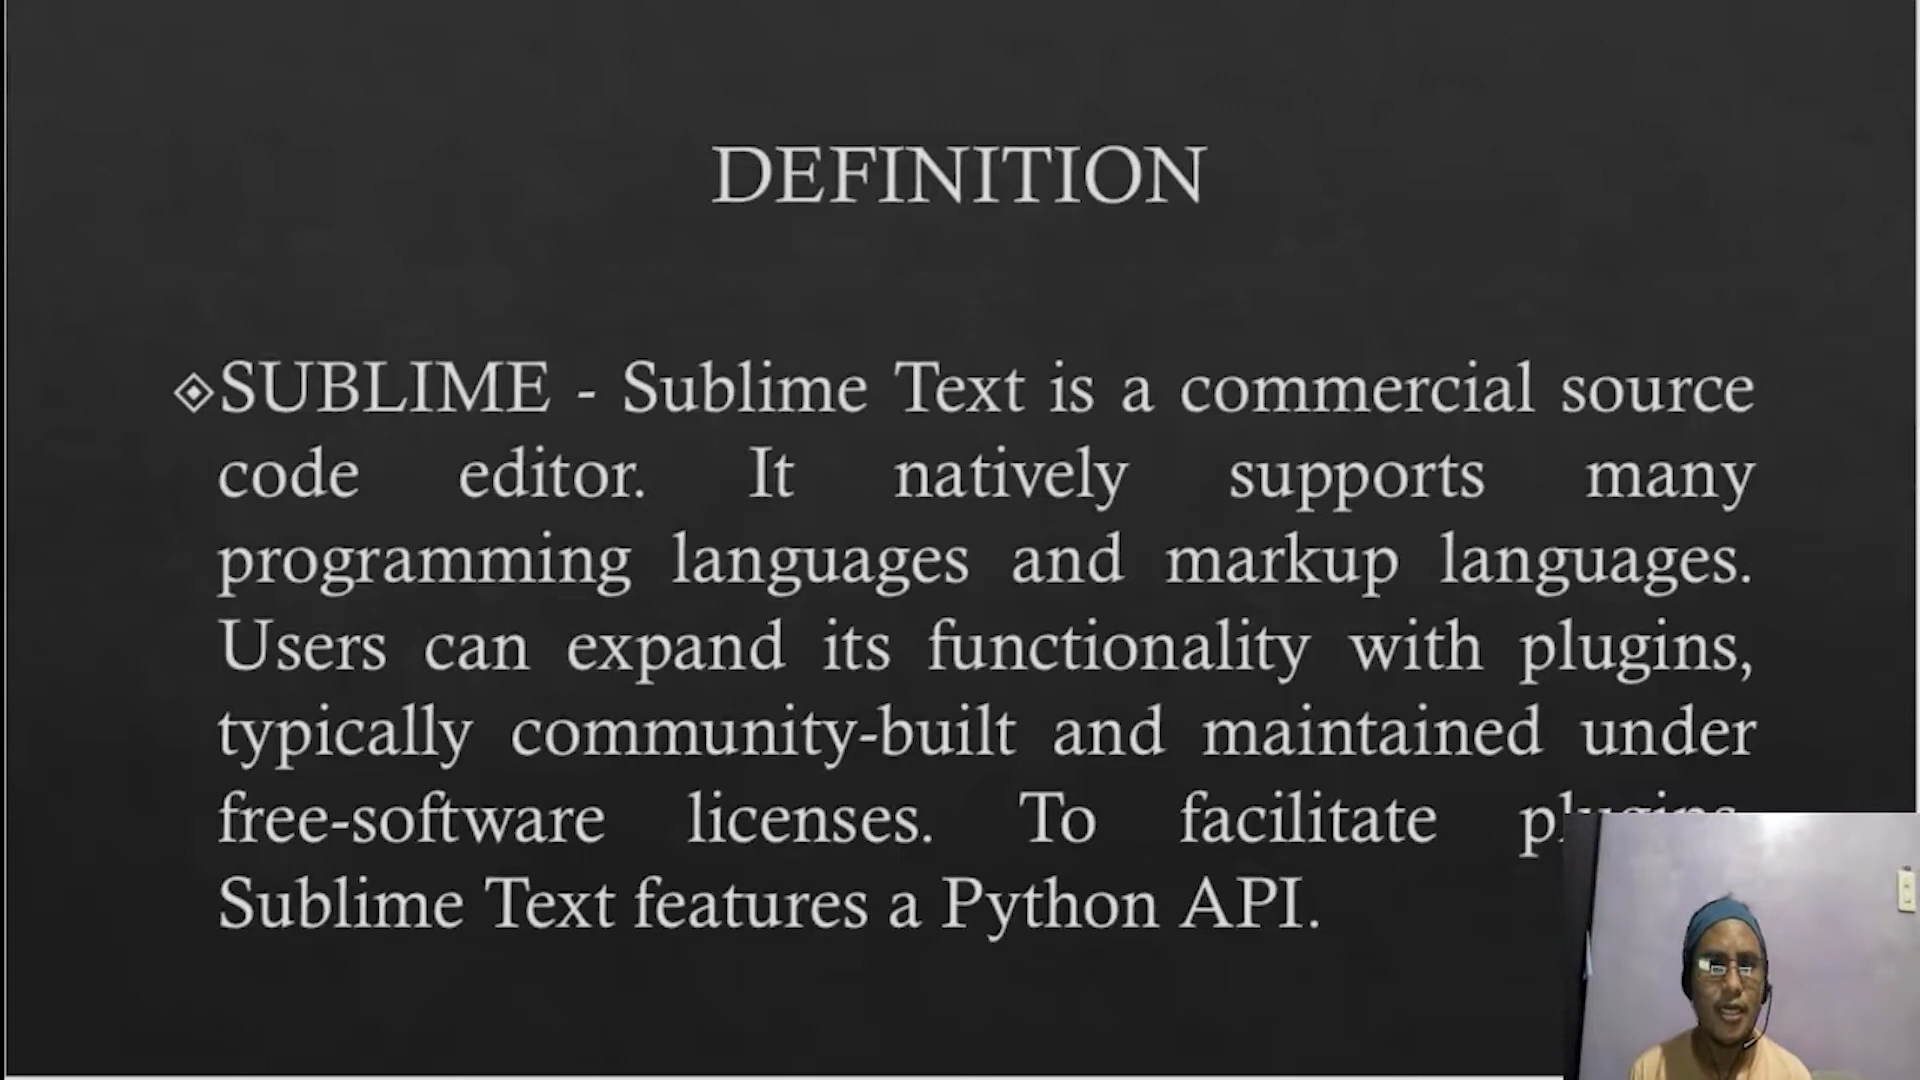 DEFINITION
SUBLIME - Sublime Text is a commercial source
code editor. It natively supports many
programming languages and markup languages.
Users can expand its functionality with plugins,
typically community-built and maintained under
free-software licenses. To facilitate plugins,
Sublime Text features a Python API.